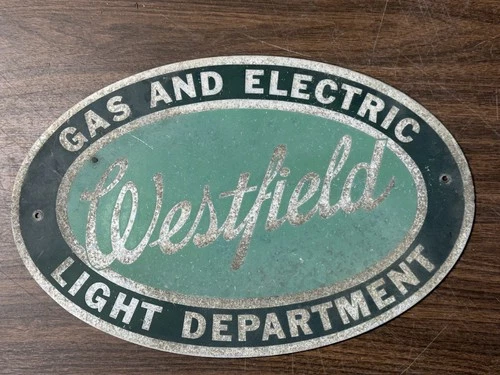 GAS AND ELECTRIC
Westfield
LIGHT DEPARTMENT